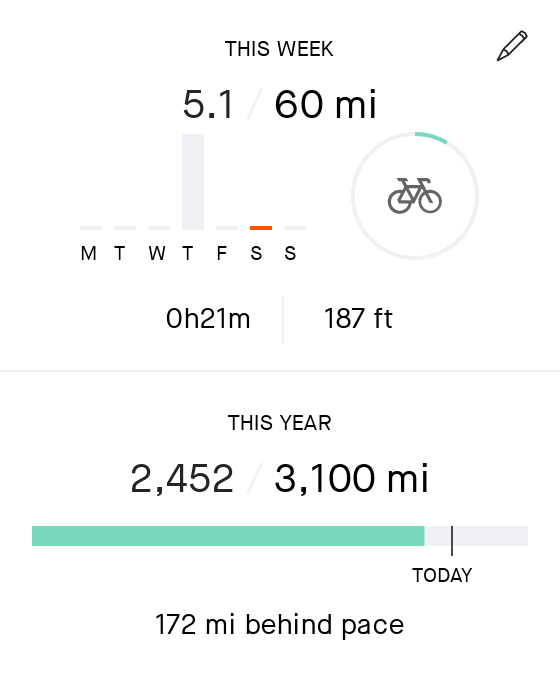 THIS WEEK
5.1 / 60 mi
M T W T F S S
0h21m 187 ft
THIS YEAR
2,452 / 3,100 mi
TODAY
172 mi behind pace